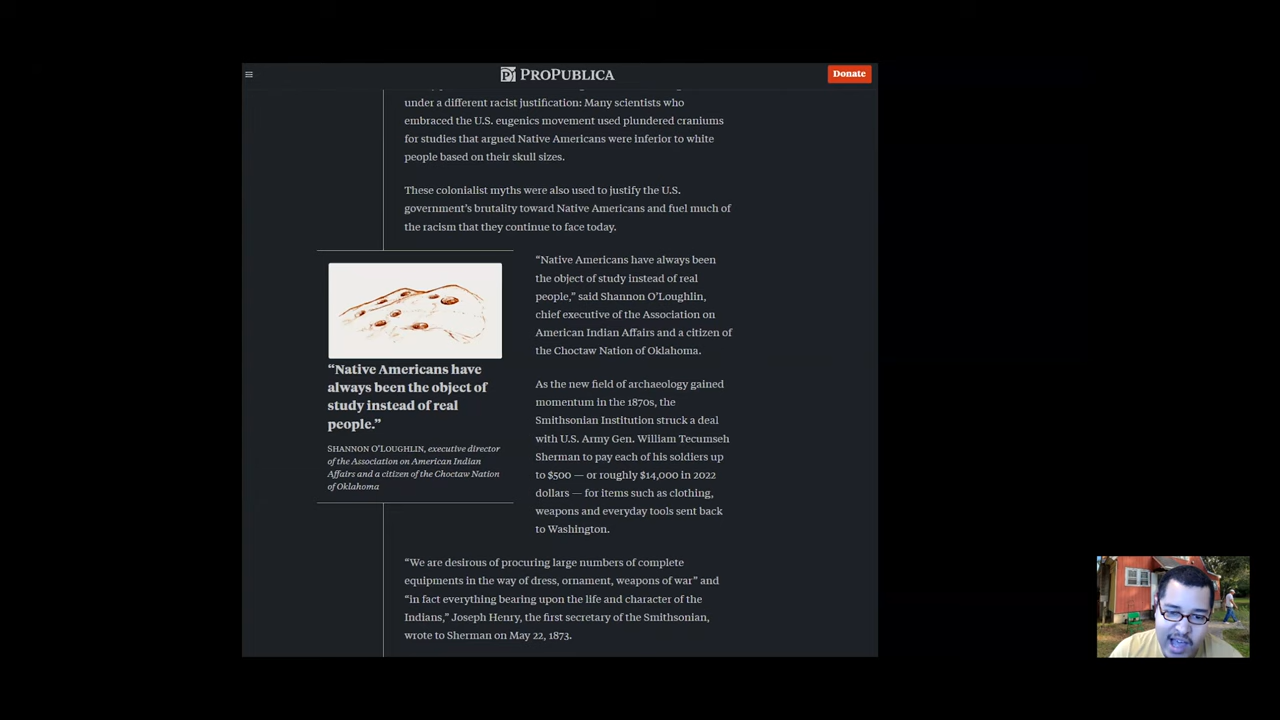 PROPUBLICA
Donate
under a different racist justification: Many scientists who
embraced the U.S. eugenics movement used plundered craniums
for studies that argued Native Americans were inferior to white
people based on their skull sizes.
These colonialist myths were also used to justify the U.S.
government’s brutality toward Native Americans and fuel much of
the racism that they continue to face today.
“Native Americans have
always been the object of
study instead of real
people.”
SHANNON O’LOUGHLIN, executive director
of the Association on American Indian
Affairs and a citizen of the Choctaw Nation
of Oklahoma
“Native Americans have always been
the object of study instead of real
people,” said Shannon O’Loughlin,
chief executive of the Association on
American Indian Affairs and a citizen of
the Choctaw Nation of Oklahoma.
As the new field of archaeology gained
momentum in the 1870s, the
Smithsonian Institution struck a deal
with U.S. Army Gen. William Tecumseh
Sherman to pay each of his soldiers up
to $500 — or roughly $14,000 in 2022
dollars — for items such as clothing,
weapons and everyday tools sent back
to Washington.
“We are desirous of procuring large numbers of complete
equipments in the way of dress, ornament, weapons of war” and
“in fact everything bearing upon the life and character of the
Indians,” Joseph Henry, the first secretary of the Smithsonian,
wrote to Sherman on May 22, 1873.